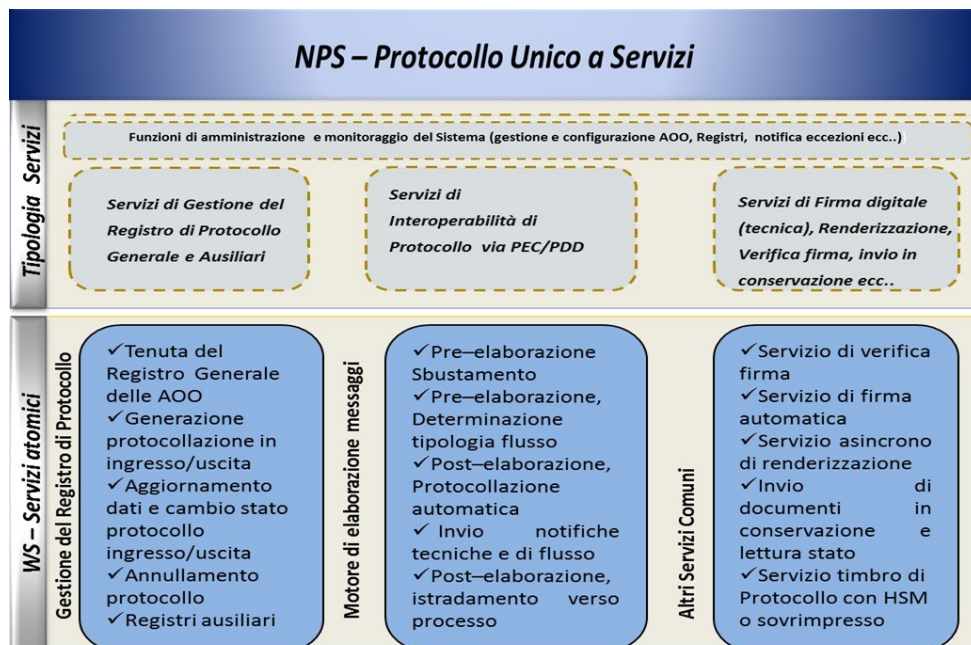 NPS – Protocollo Unico a Servizi
Tipologia Servizi
Funzioni di amministrazione e monitoraggio del Sistema (gestione e configurazione AOO, Registri, notifica eccezioni ecc..)
Servizi di Gestione del
Registro di Protocollo
Generale e Ausiliari
Servizi di
Interoperabilità di
Protocollo via PEC/PDD
Servizi di Firma digitale
(tecnica), Renderizzazione,
Verifica firma, invio in
conservazione ecc..
WS – Servizi atomici
Gestione del Registro di Protocollo
✓Tenuta del
Registro Generale
delle AOO
✓Generazione
protocollazione in
ingresso/uscita
✓Aggiornamento
dati e cambio stato
protocollo
ingresso/uscita
✓Annullamento
protocollo
✓Registri ausiliari
Motore di elaborazione messaggi
✓Pre–elaborazione
Sbustamento
✓Pre–elaborazione,
Determinazione
tipologia flusso
✓Post–elaborazione,
Protocollazione
automatica
✓ Invio notifiche
tecniche e di flusso
✓Post–elaborazione,
istradamento verso
processo
Altri Servizi Comuni
✓Servizio di verifica
firma
✓Servizio di firma
automatica
✓Servizio asincrono
di renderizzazione
✓Invio di
documenti in
conservazione e
lettura stato
✓Servizio timbro di
Protocollo con HSM
o sovrimpresso